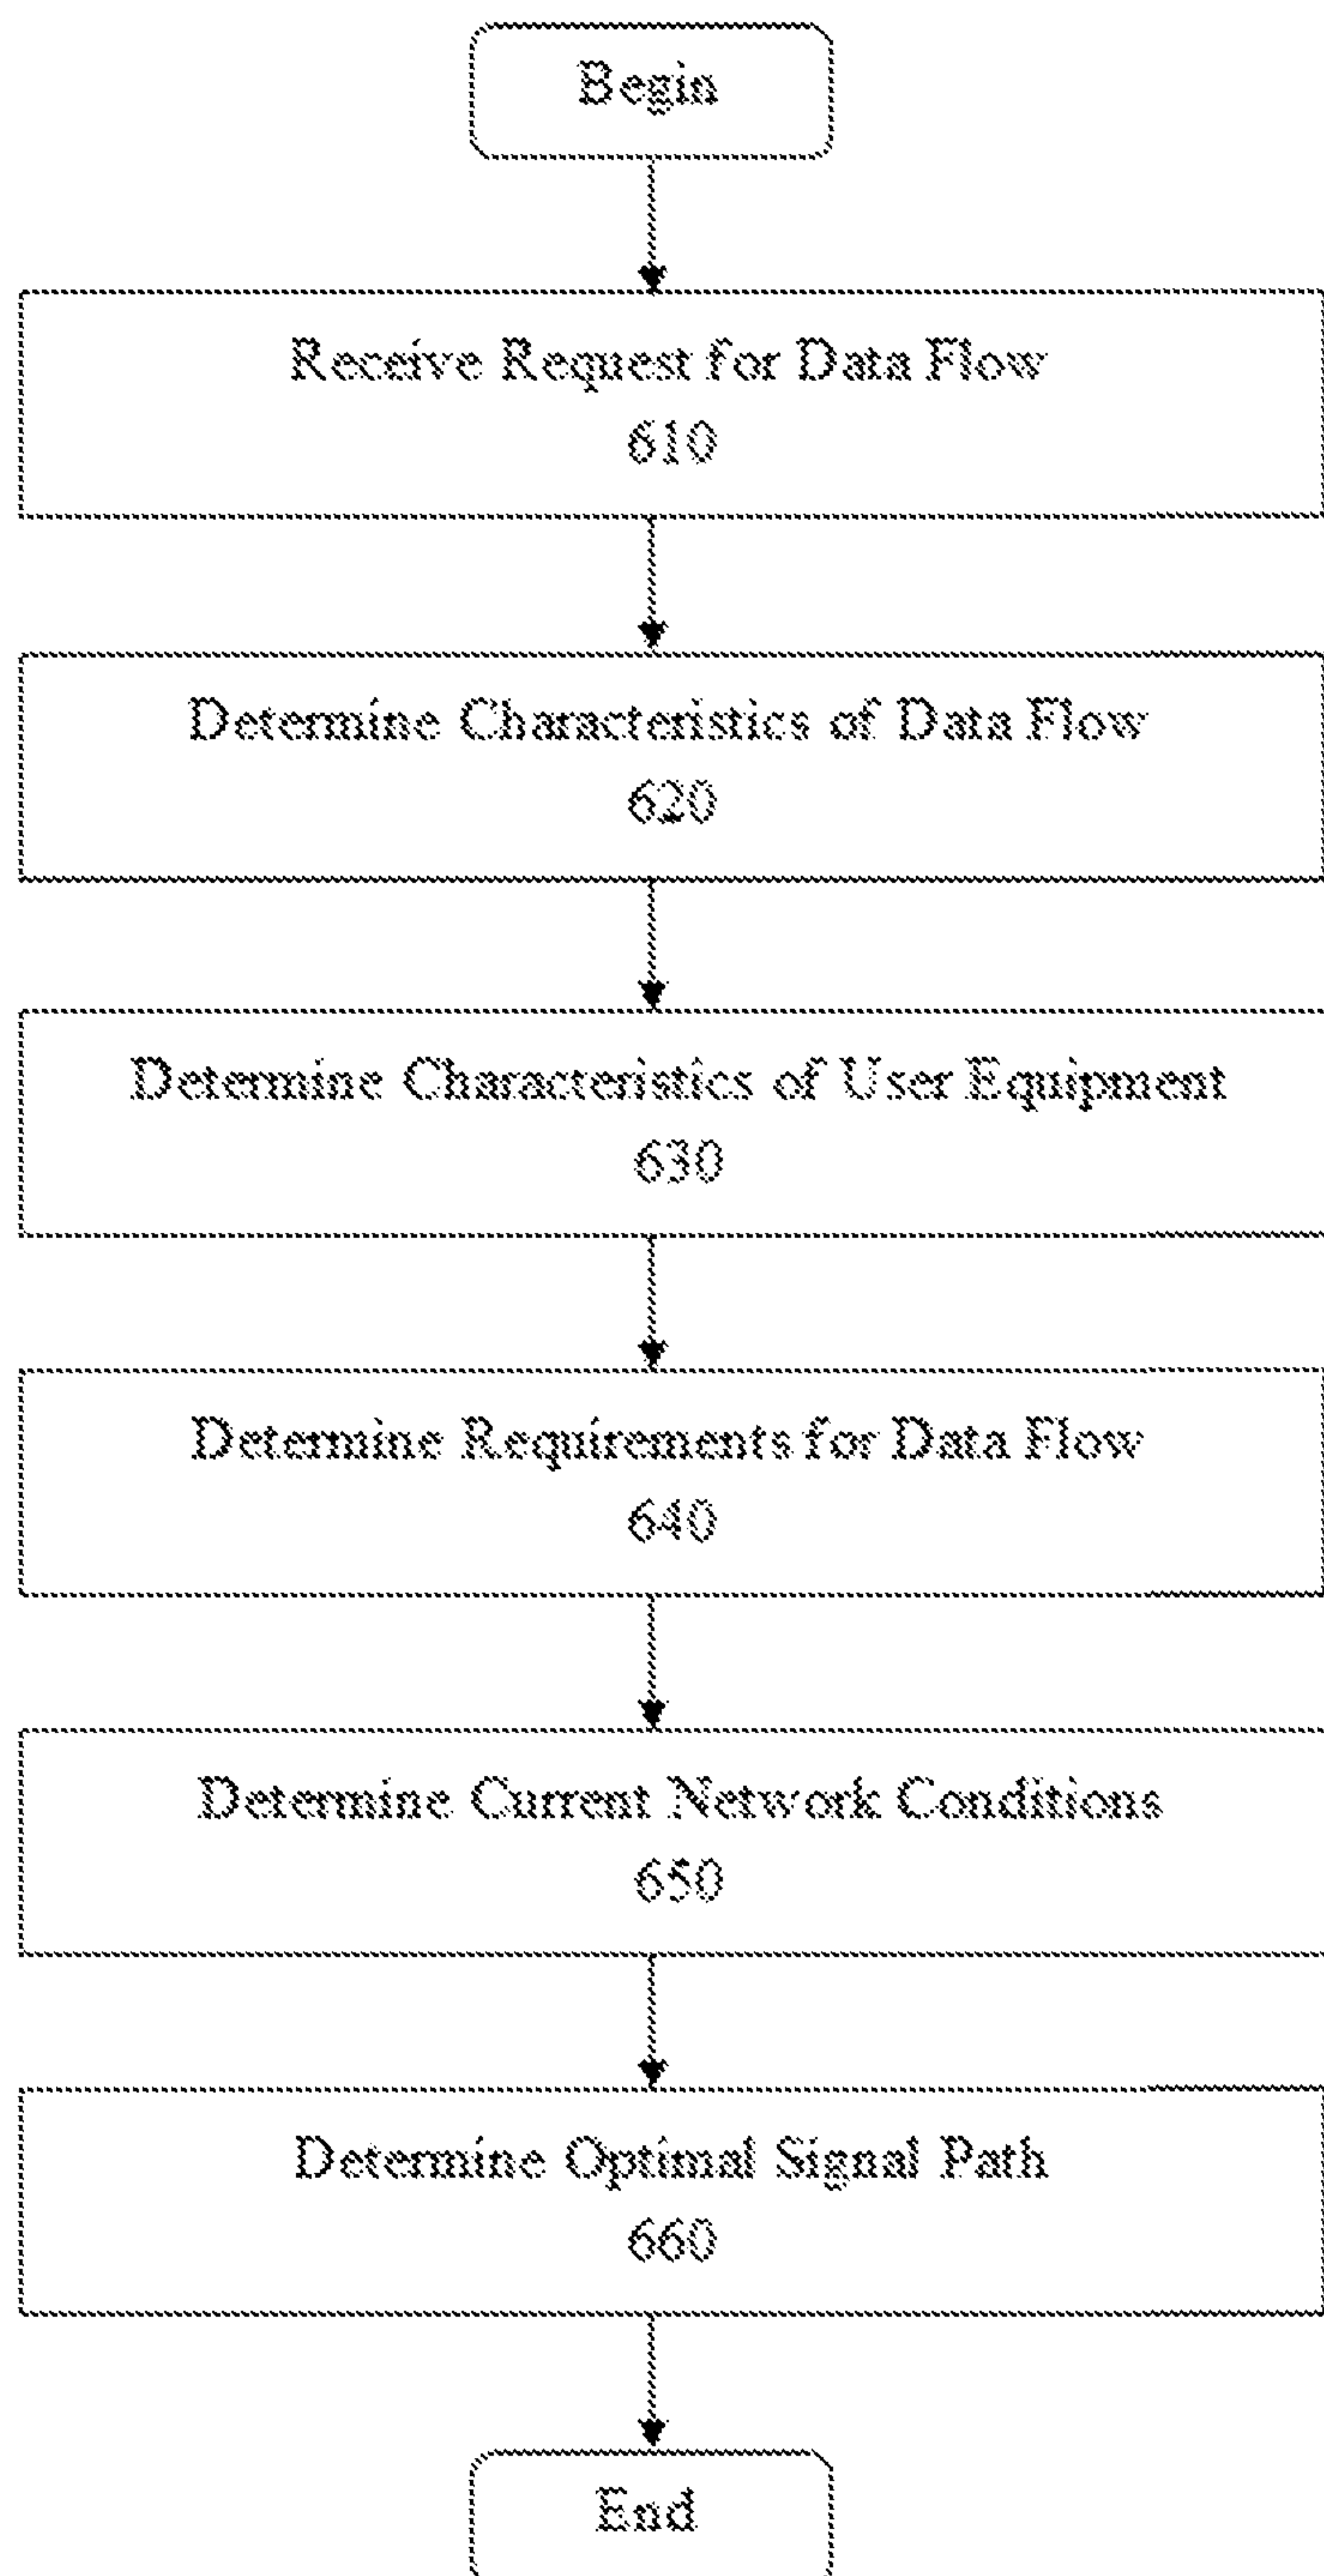 Begin
Receive Request for Data Flow
610
Determine Characteristics of Data Flow
620
Determine Characteristics of User Equipment
630
Determine Requirements for Data Flow
640
Determine Current Network Conditions
650
Determine Optimal Signal Path
660
End